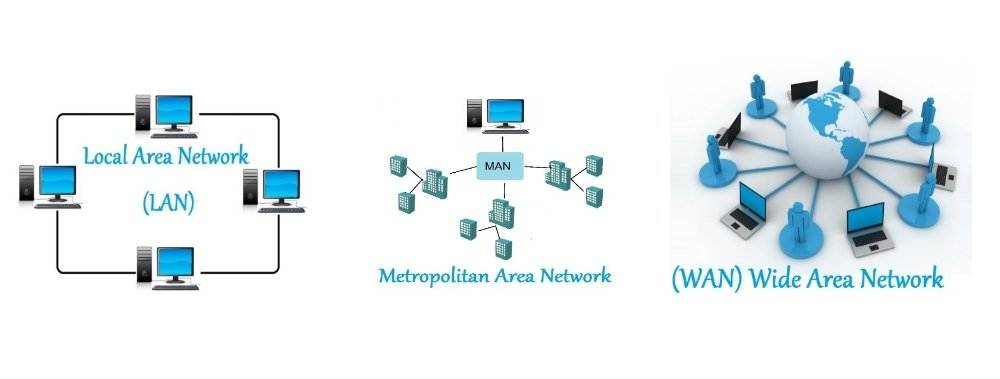 Local Area Network
(LAN)
MAN
Metropolitan Area Network
(WAN) Wide Area Network